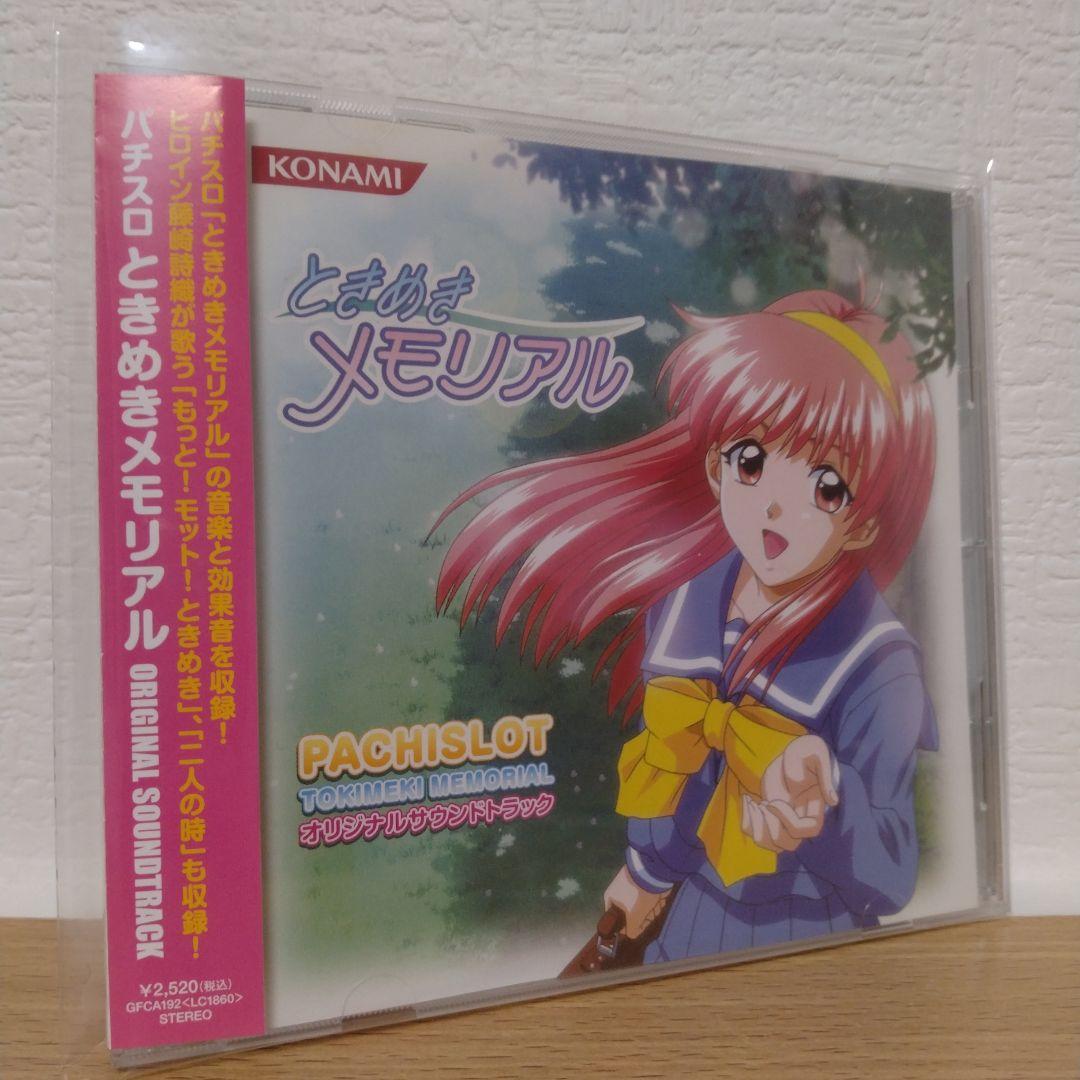 パチスロ「ときめきメモリアル」の音楽と効果音を収録！
ヒロイン藤崎詩織が歌う「もっと！モット！ときめき」、「二人の時」も収録！
パチスロ ときめきメモリアル ORIGINAL SOUNDTRACK
¥2,520(税込)
GFCA192<LC1860>
STEREO
KONAMI
ときめき
メモリアル
PACHISLOT
TOKIMEKI MEMORIAL
オリジナルサウンドトラック